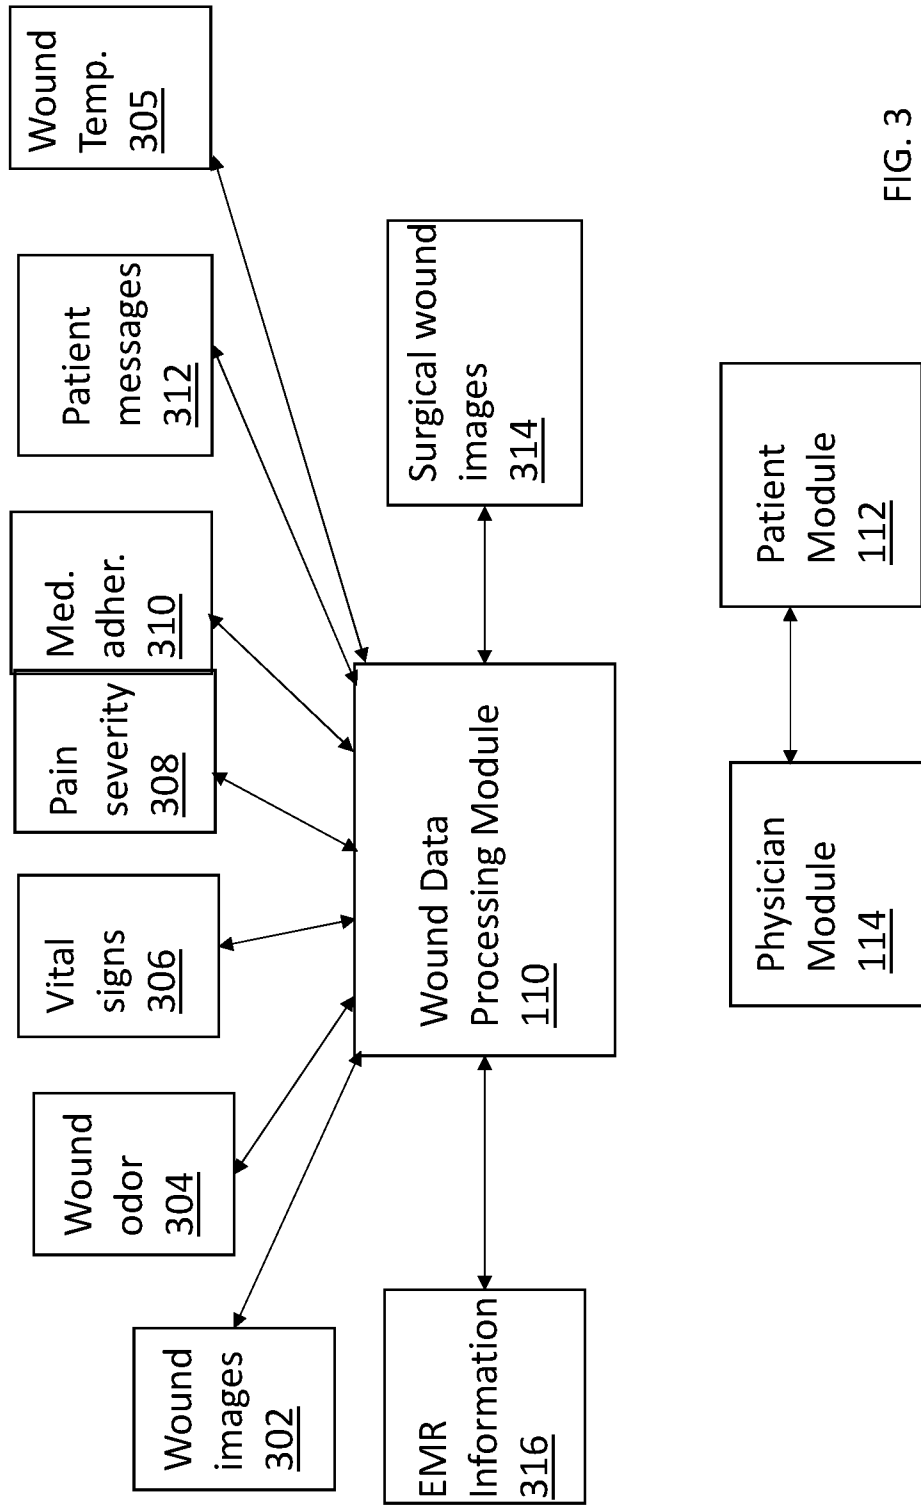 Wound
images
302
Wound
odor
304
Vital
signs
306
Pain
severity
308
Med.
adher.
310
Patient
messages
312
Wound
Temp.
305
EMR
Information
316
Wound Data
Processing Module
110
Surgical wound
images
314
Physician
Module
114
Patient
Module
112
FIG. 3